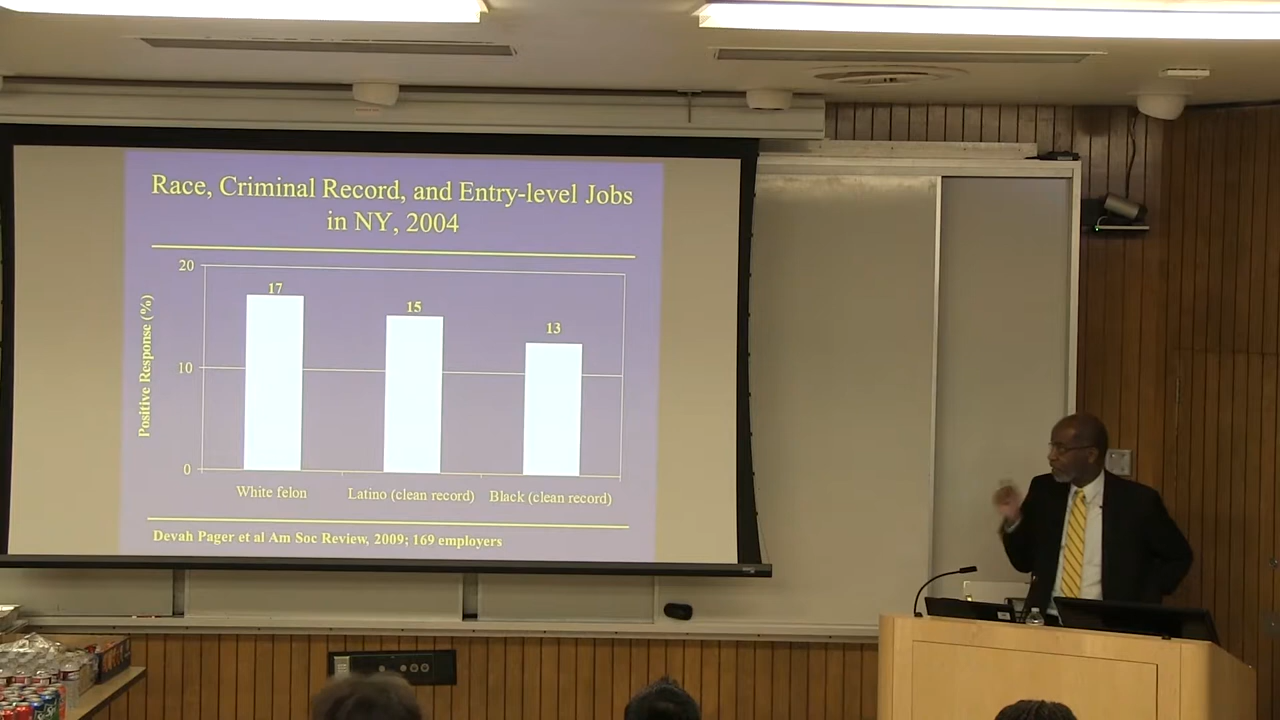 Race, Criminal Record, and Entry-level Jobs
in NY, 2004
Positive Response (%)
20
10
0
17
15
13
White felon
Latino (clean record)
Black (clean record)
Devah Pager et al Am Soc Review, 2009; 169 employers